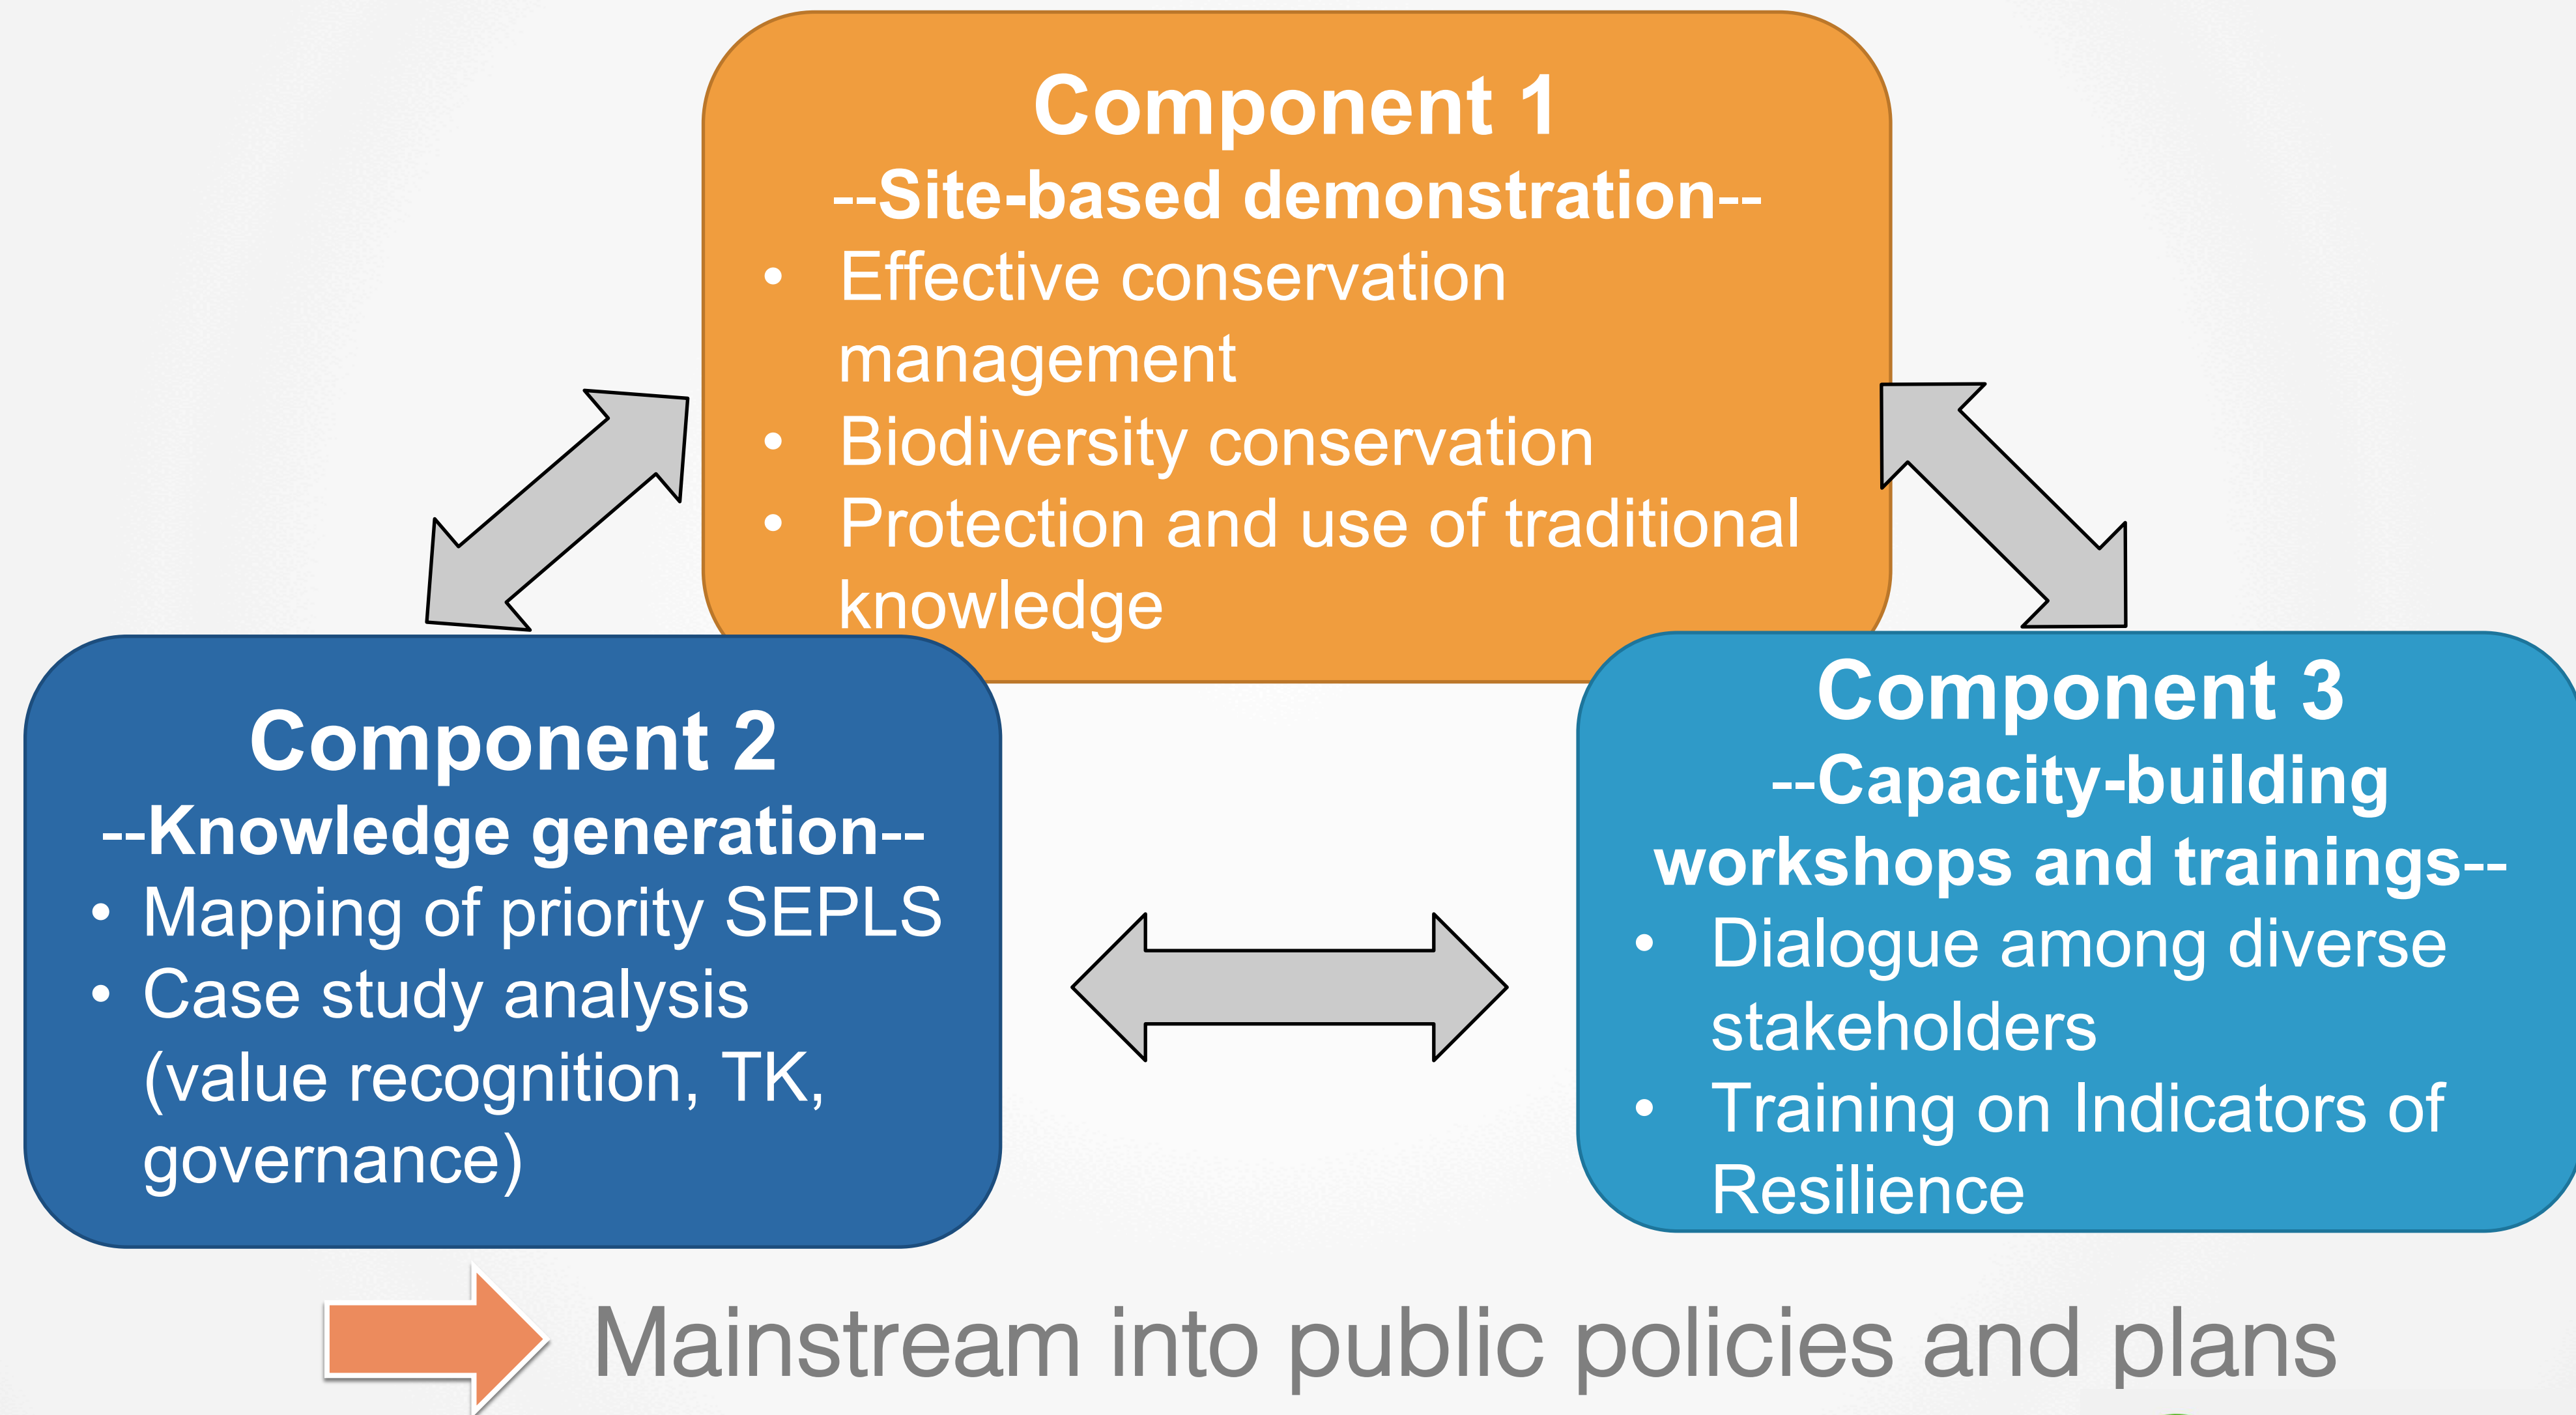 Component 1
--Site-based demonstration--
• Effective conservation
management
• Biodiversity conservation
• Protection and use of traditional
knowledge
Component 2
--Knowledge generation--
• Mapping of priority SEPLS
• Case study analysis
(value recognition, TK,
governance)
Component 3
--Capacity-building
workshops and trainings--
• Dialogue among diverse
stakeholders
• Training on Indicators of
Resilience
Mainstream into public policies and plans